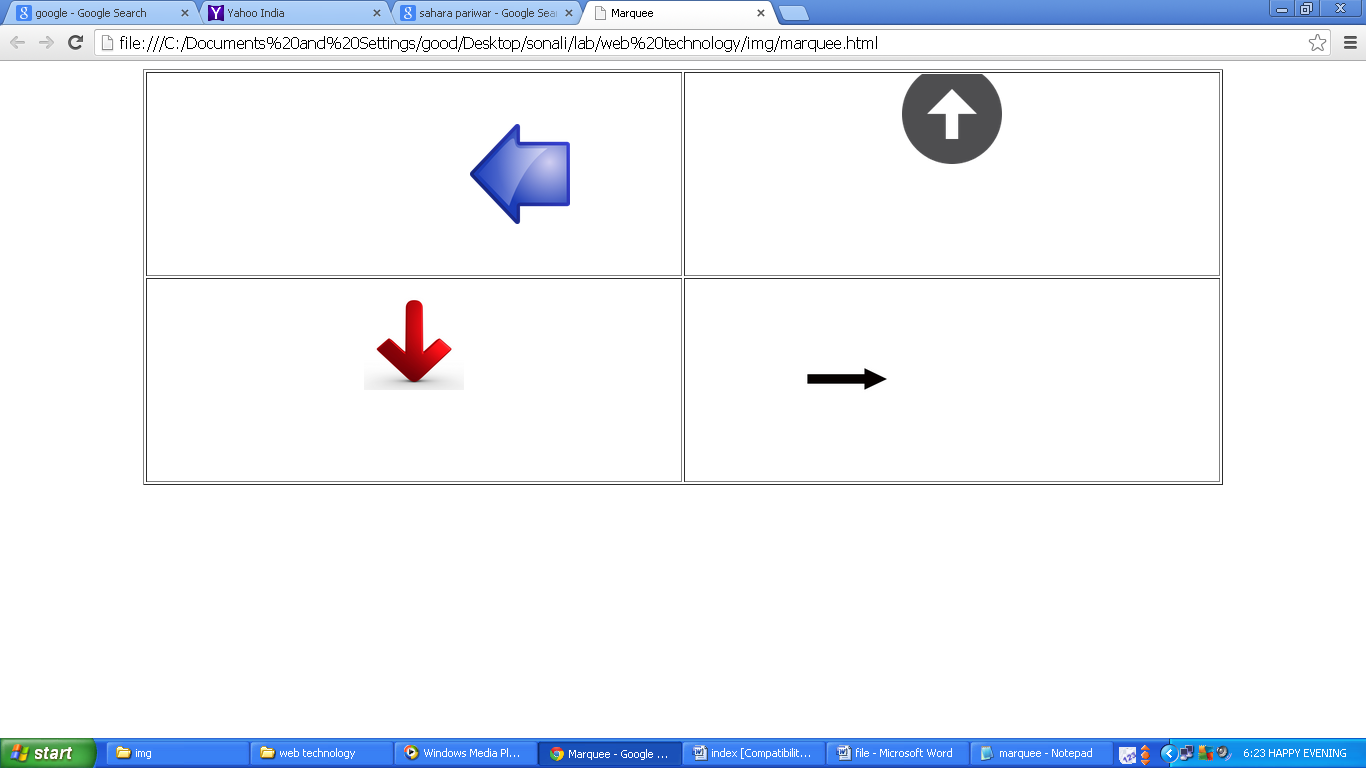 google - Google Search
Yahoo India
sahara pariwar - Google Sea
Marquee
file:///C:/Documents%20and%20Settings/good/Desktop/sonali/lab/web%20technology/img/marquee.html
start
img
web technology
Windows Media Pl...
Marquee - Google ...
index [Compatibilit...
file - Microsoft Word
marquee - Notepad
6:23 HAPPY EVENING